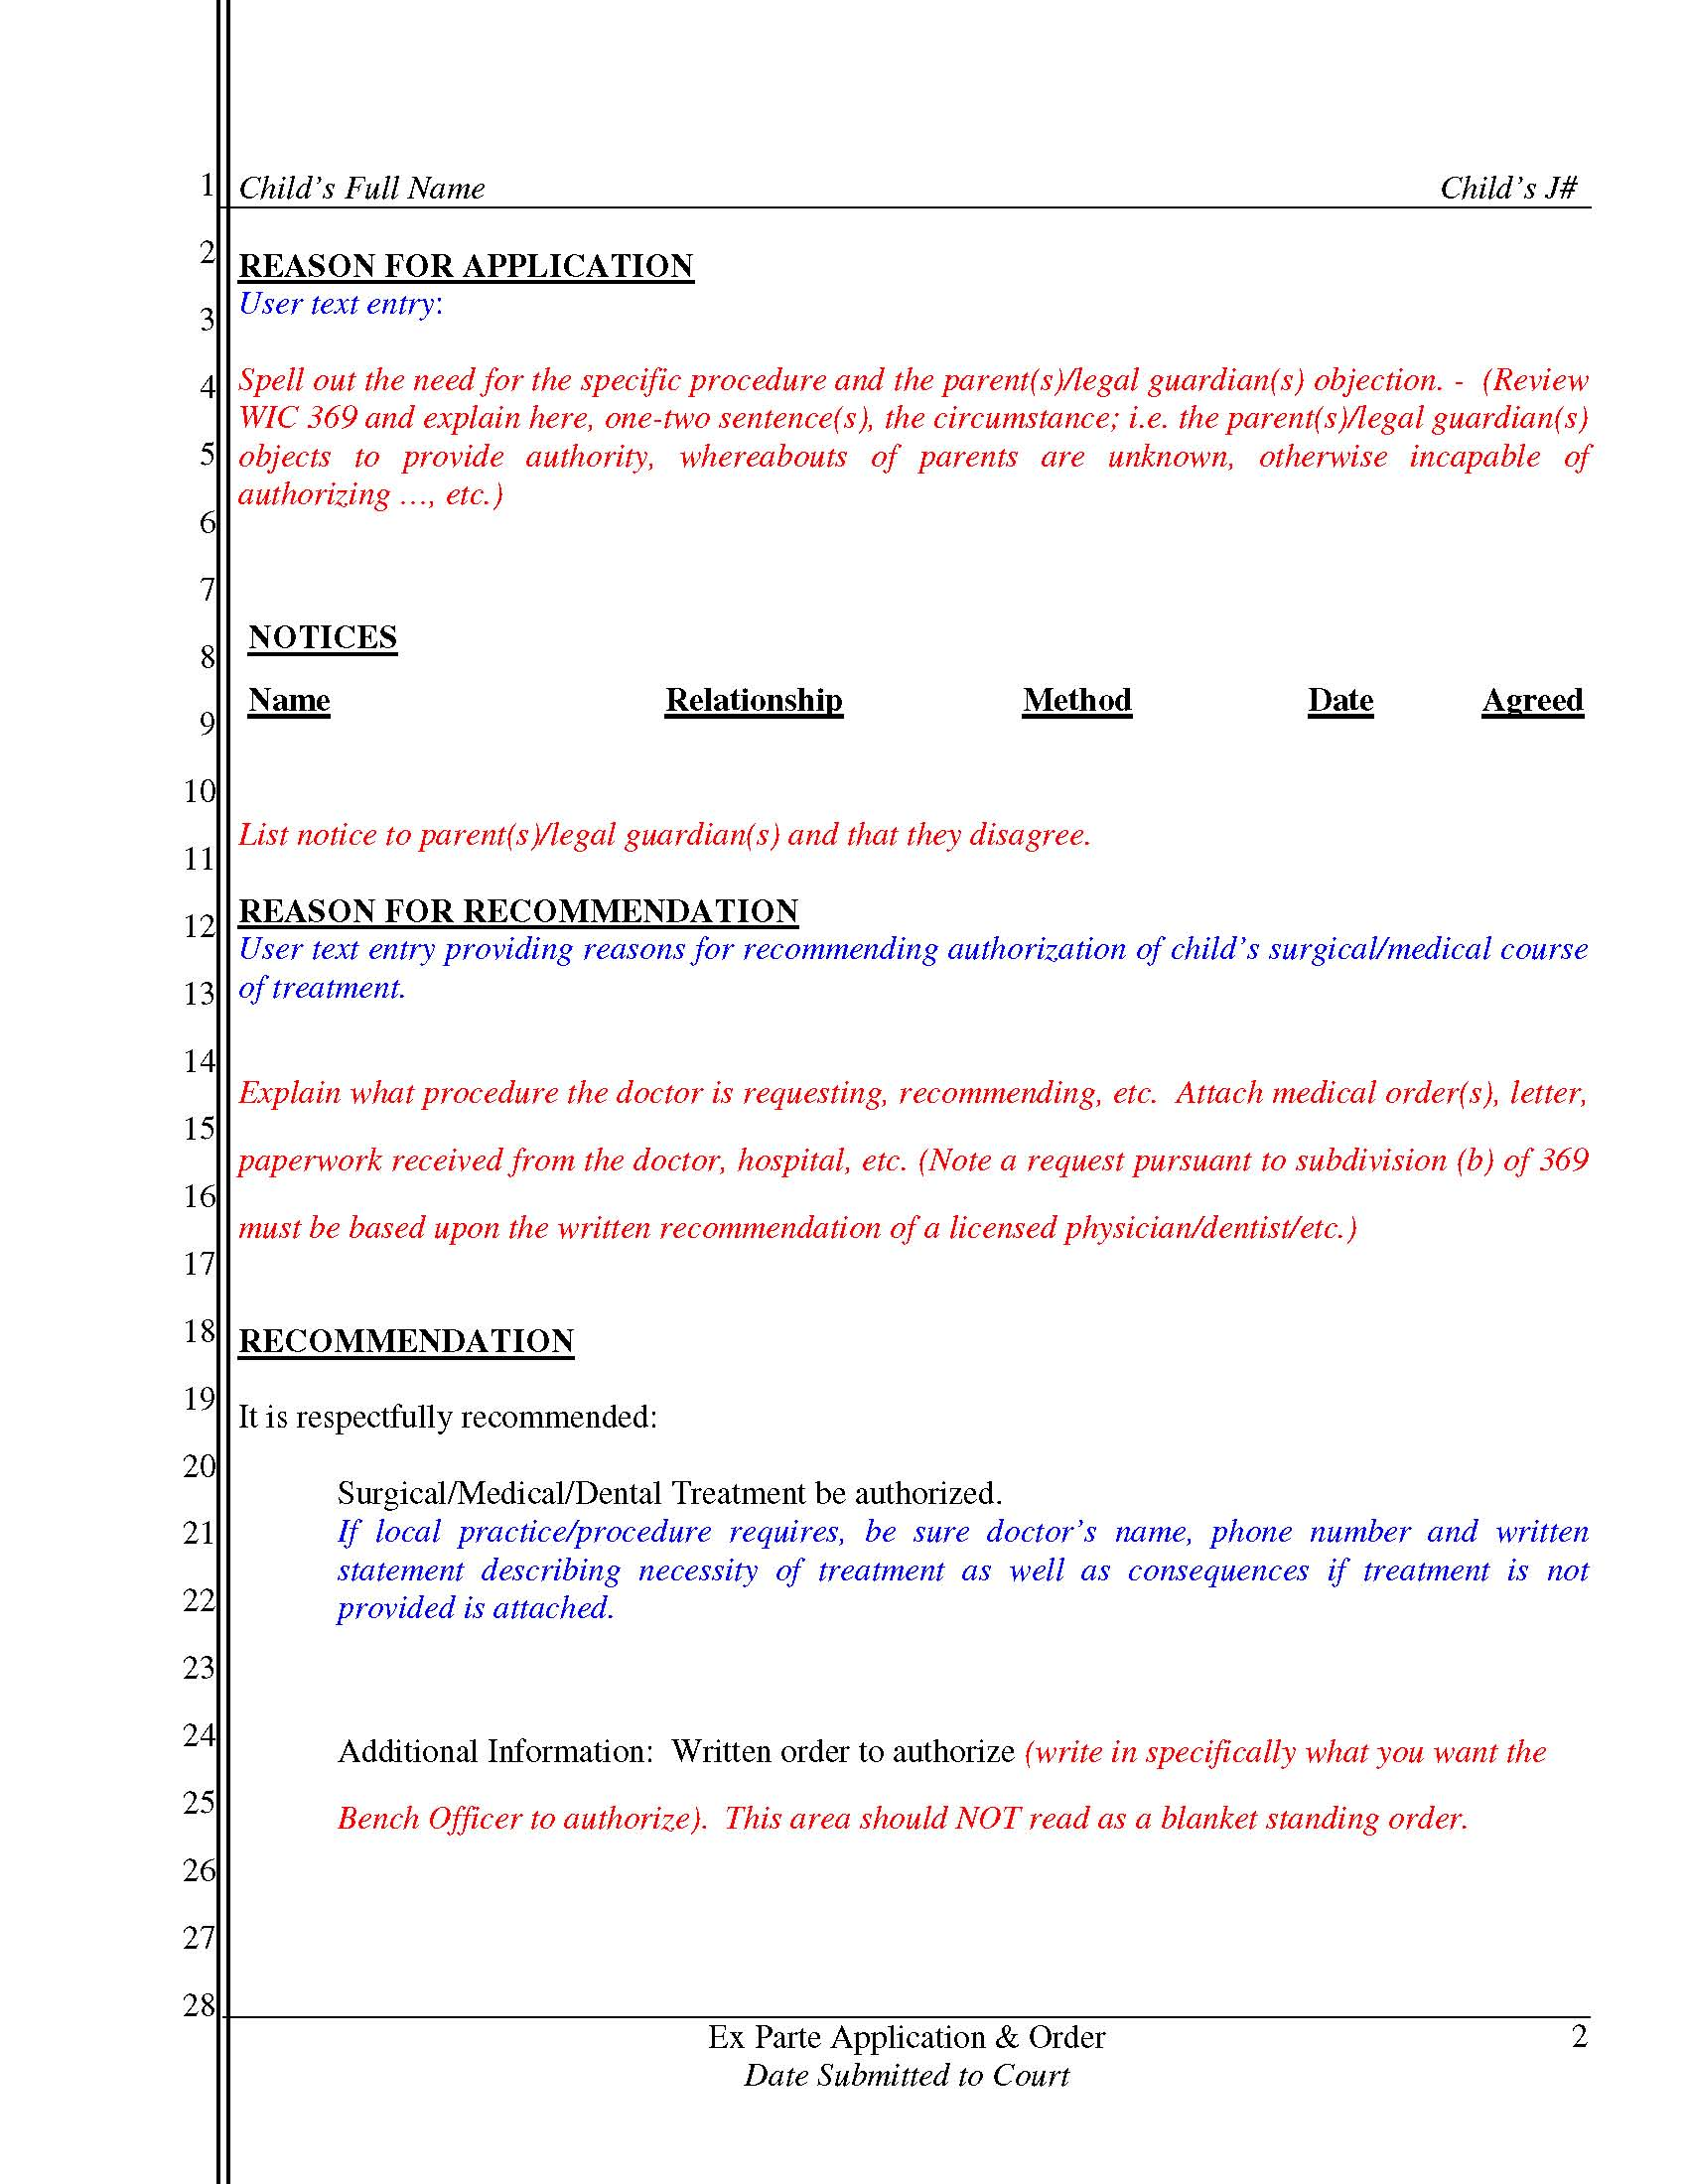 1 Child's Full Name Child's J#
2 REASON FOR APPLICATION
User text entry:
3
4 Spell out the need for the specific procedure and the parent(s)/legal guardian(s) objection. - (Review
WIC 369 and explain here, one-two sentence(s), the circumstance; i.e. the parent(s)/legal guardian(s)
5 objects to provide authority, whereabouts of parents are unknown, otherwise incapable of
authorizing …, etc.)
6
7
NOTICES
8
Name Relationship Method Date Agreed
9
10
List notice to parent(s)/legal guardian(s) and that they disagree.
11
REASON FOR RECOMMENDATION
12
User text entry providing reasons for recommending authorization of child's surgical/medical course
13 of treatment.
14
Explain what procedure the doctor is requesting, recommending, etc. Attach medical order(s), letter,
15
paperwork received from the doctor, hospital, etc. (Note a request pursuant to subdivision (b) of 369
16
must be based upon the written recommendation of a licensed physician/dentist/etc.)
17
18 RECOMMENDATION
19
It is respectfully recommended:
20
Surgical/Medical/Dental Treatment be authorized.
21 If local practice/procedure requires, be sure doctor's name, phone number and written
statement describing necessity of treatment as well as consequences if treatment is not
22 provided is attached.
23
24
Additional Information: Written order to authorize (write in specifically what you want the
25
Bench Officer to authorize). This area should NOT read as a blanket standing order.
26
27
28
Ex Parte Application & Order 2
Date Submitted to Court